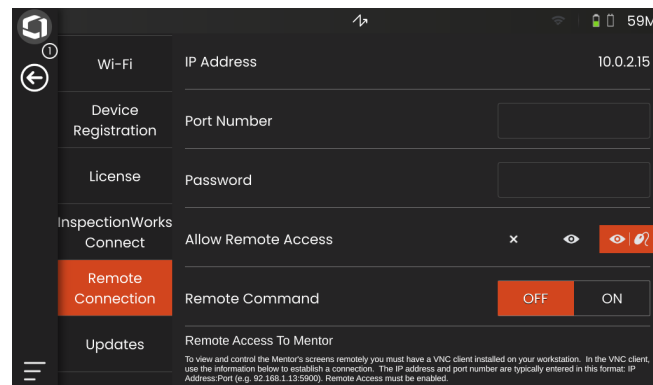 59M
1
Wi-Fi
IP Address
10.0.2.15
Device
Registration
Port Number
License
Password
InspectionWorks
Connect
Allow Remote Access
Remote
Connection
Remote Command
OFF
ON
Updates
Remote Access To Mentor
To view and control the Mentor's screens remotely you must have a VNC client installed on your workstation. In the VNC client,
use the information below to establish a connection. The IP address and port number are typically entered in this format: IP
Address:Port (e.g. 92.168.1.13:5900). Remote Access must be enabled.